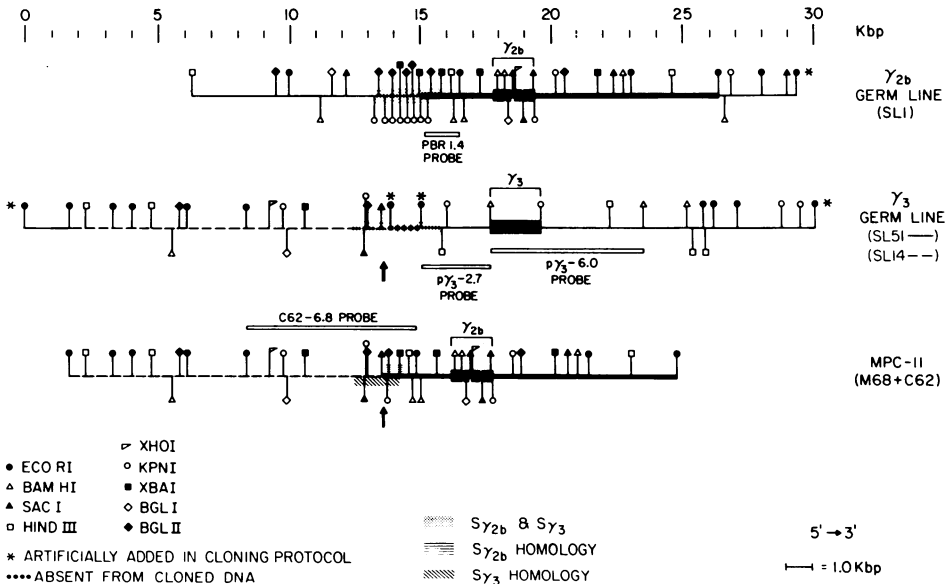 0 5 10 15 20 25 30 Kbp
γ2b
γ2b
GERM LINE
(SL1)
PBR 1.4
PROBE
γ3
*
*
*
*
γ3
GERM LINE
(SL51 ——)
(SL14 – –)
pγ3-2.7
PROBE
pγ3-6.0
PROBE
C62-6.8 PROBE
γ2b
MPC-11
(M68+C62)
XHOI
ECO RI
KPNI
BAM HI
XBAI
SAC I
BGL I
HIND III
BGL II
* ARTIFICIALLY ADDED IN CLONING PROTOCOL
•••• ABSENT FROM CLONED DNA
Sγ2b & Sγ3
Sγ2b HOMOLOGY
Sγ3 HOMOLOGY
5' → 3'
= 1.0 Kbp